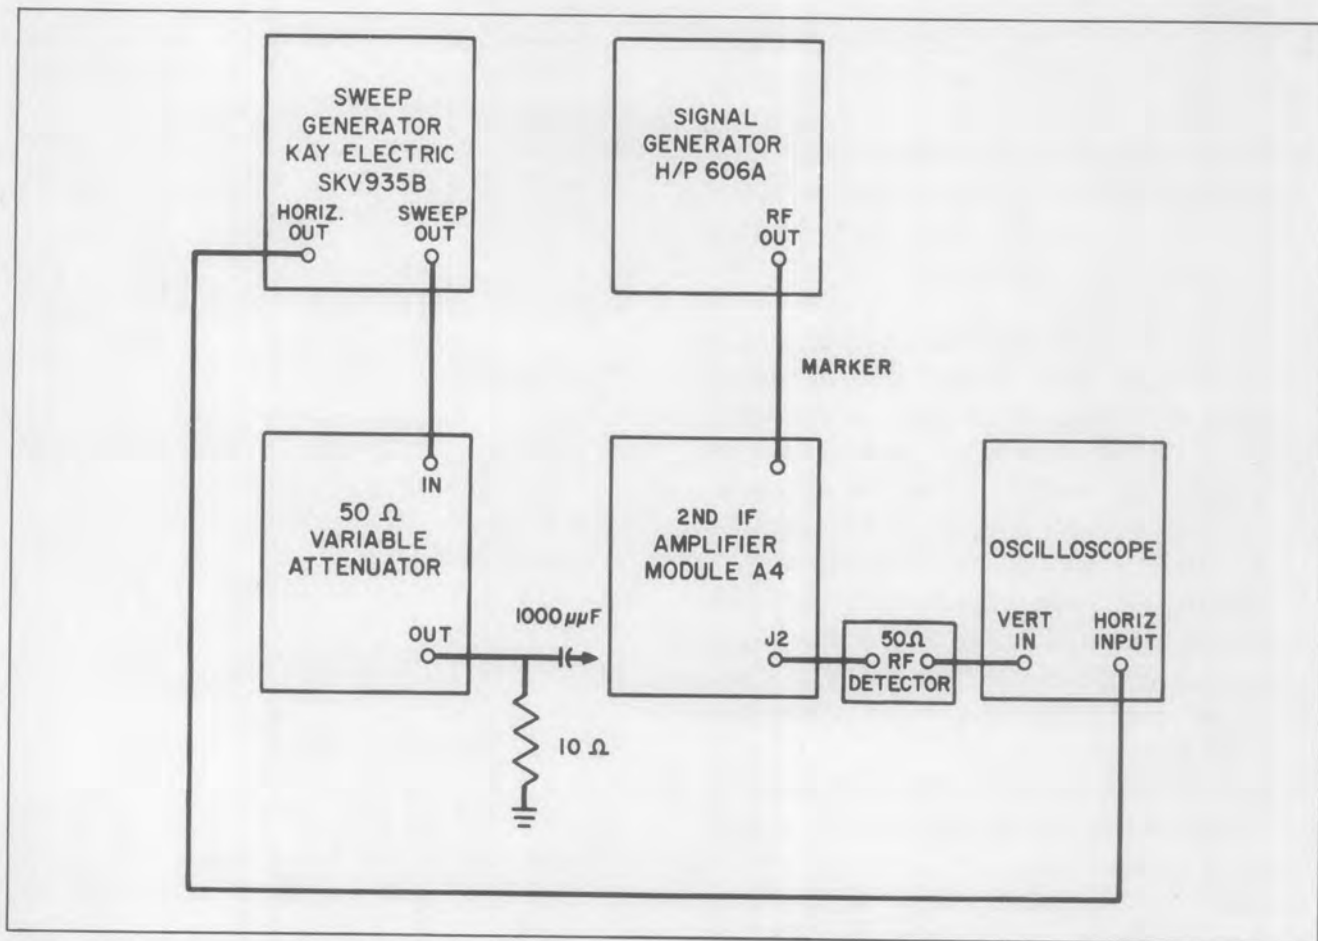 SWEEP
GENERATOR
KAY ELECTRIC
SKV935B
HORIZ.
OUT
SWEEP
OUT
SIGNAL
GENERATOR
H/P 606A
RF
OUT
MARKER
IN
50 Ω
VARIABLE
ATTENUATOR
OUT
1000μμF
10 Ω
2ND IF
AMPLIFIER
MODULE A4
J2
50Ω
RF
DETECTOR
OSCILLOSCOPE
VERT
IN
HORIZ
INPUT